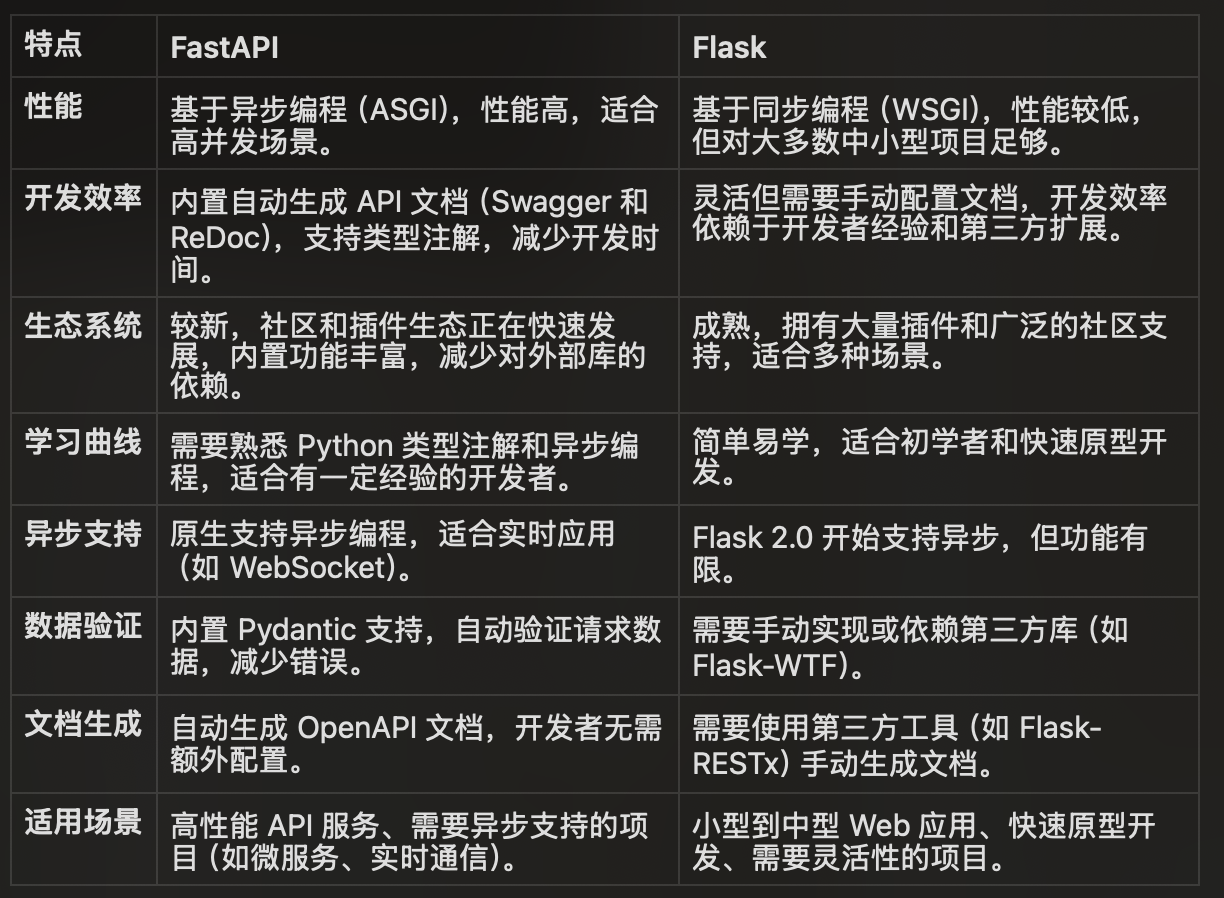 特点
FastAPI
Flask
性能
基于异步编程（ASGI），性能高，适合
高并发场景。
基于同步编程（WSGI），性能较低，
但对大多数中小型项目足够。
开发效率
内置自动生成 API 文档（Swagger 和
ReDoc），支持类型注解，减少开发时
间。
灵活但需要手动配置文档，开发效率
依赖于开发者经验和第三方扩展。
生态系统
较新，社区和插件生态正在快速发
展，内置功能丰富，减少对外部库的
依赖。
成熟，拥有大量插件和广泛的社区支
持，适合多种场景。
学习曲线
需要熟悉 Python 类型注解和异步编
程，适合有一定经验的开发者。
简单易学，适合初学者和快速原型开
发。
异步支持
原生支持异步编程，适合实时应用
（如 WebSocket）。
Flask 2.0 开始支持异步，但功能有
限。
数据验证
内置 Pydantic 支持，自动验证请求数
据，减少错误。
需要手动实现或依赖第三方库（如
Flask-WTF）。
文档生成
自动生成 OpenAPI 文档，开发者无需
额外配置。
需要使用第三方工具（如 Flask-
RESTx）手动生成文档。
适用场景
高性能 API 服务、需要异步支持的项
目（如微服务、实时通信）。
小型到中型 Web 应用、快速原型开
发、需要灵活性的项目。